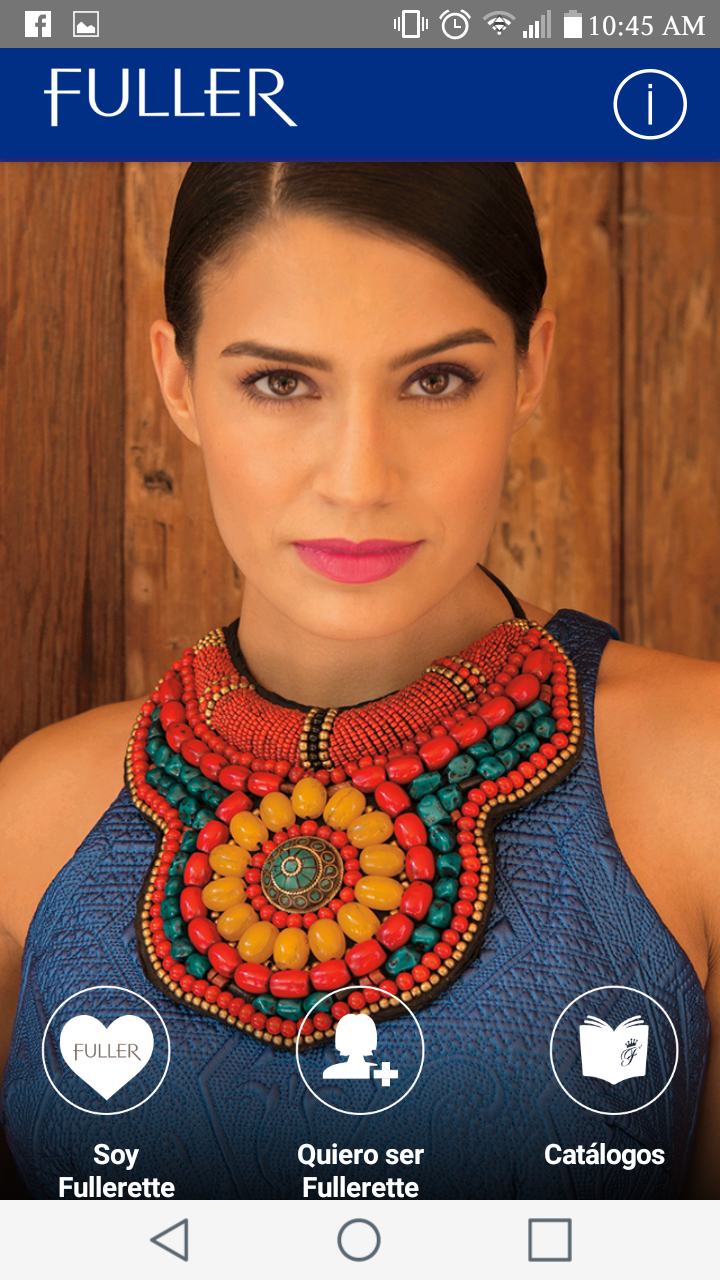 10:45 AM
FULLER
i
FULLER
F
Soy
Fullerette
Quiero ser
Fullerette
Catálogos